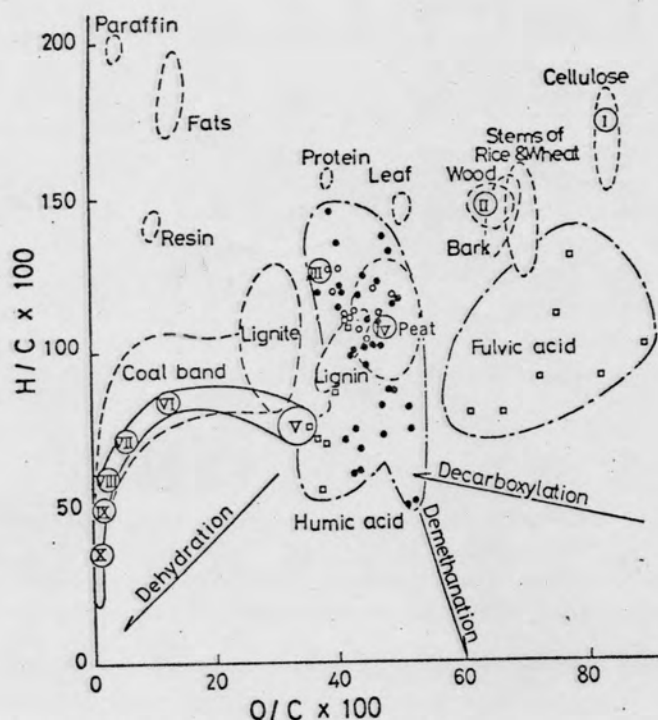 H/C x 100
200
150
100
50
0
Paraffin
Fats
Resin
Protein
Leaf
Cellulose
I
Stems of
Rice & Wheat
Wood
II
Bark
III
Peat
Lignite
Lignin
Fulvic acid
Coal band
VI
V
VII
VIII
IX
X
Humic acid
Dehydration
Demethanation
Decarboxylation
0
20
40
60
80
O/C x 100